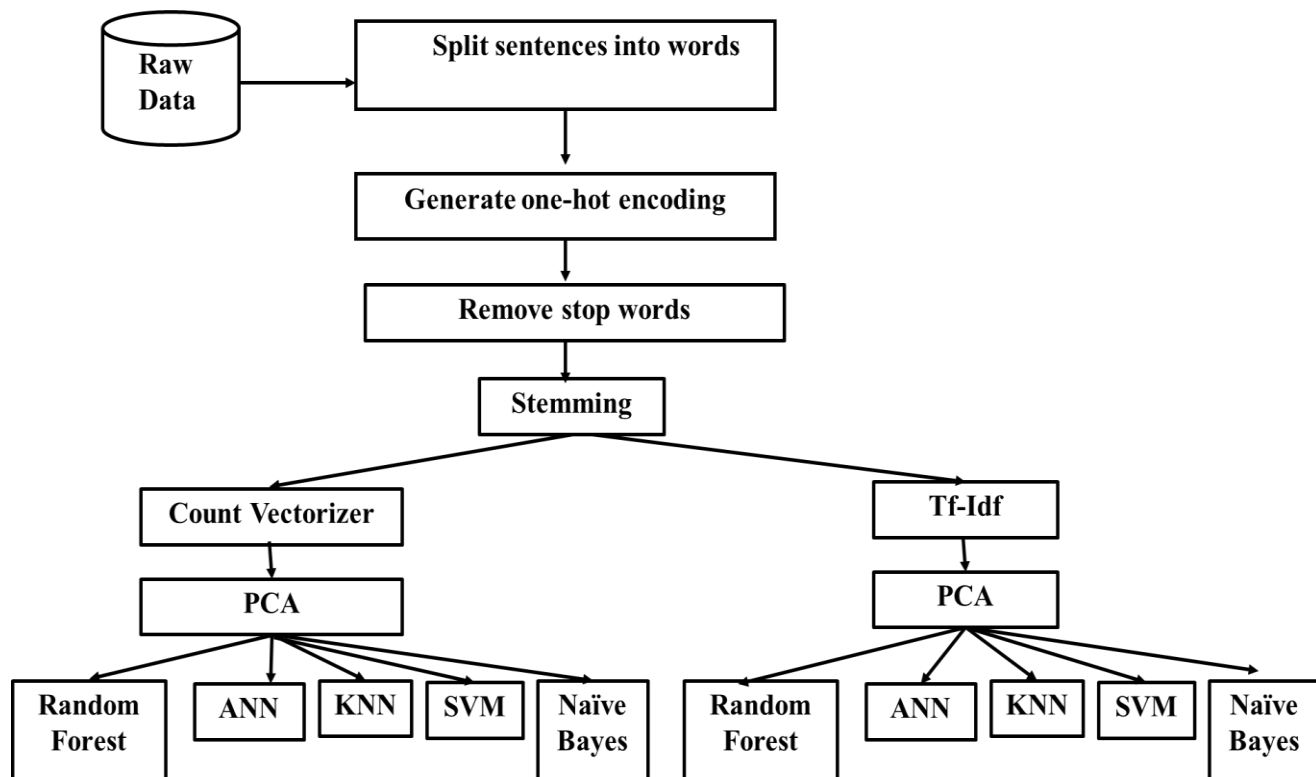 Raw
Data
Split sentences into words
Generate one-hot encoding
Remove stop words
Stemming
Count Vectorizer
Tf-Idf
PCA
PCA
Random
Forest
ANN
KNN
SVM
Naïve
Bayes
Random
Forest
ANN
KNN
SVM
Naïve
Bayes